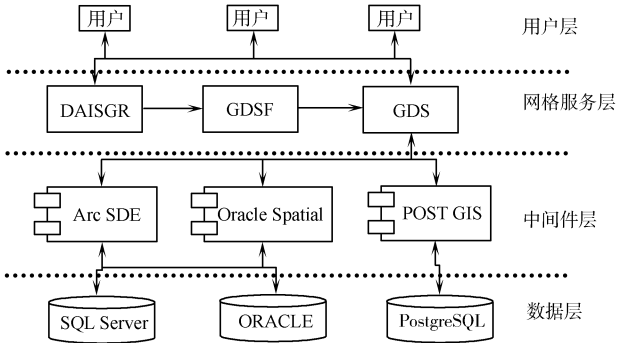 用户 用户 用户 用户层
DAISGR GDSF GDS 网格服务层
Arc SDE Oracle Spatial POST GIS 中间件层
SQL Server ORACLE PostgreSQL 数据层